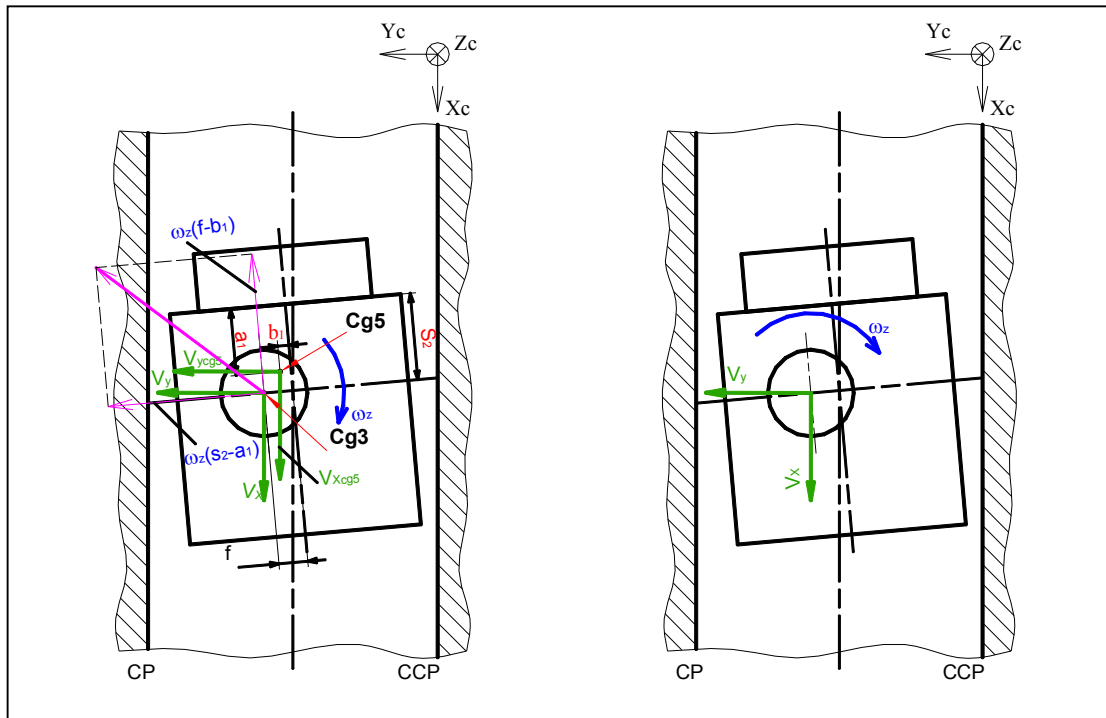 Yc
Zc
Xc
ωz(f-b1)
a1
b1
Cg5
S2
Vycg5
Vy
ωz
Cg3
ωz(s2-a1)
Vx
Vxcg5
f
CP
CCP
Yc
Zc
Xc
ωz
Vy
Vx
CP
CCP